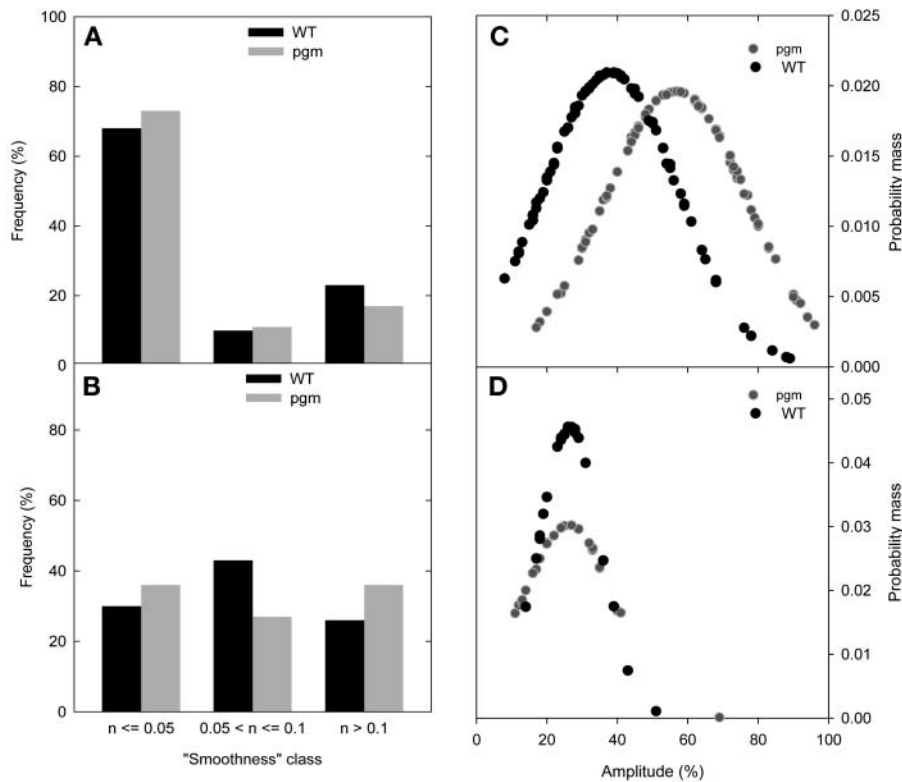 A
WT
pgm
100
80
60
40
20
0
Frequency (%)
B
WT
pgm
80
60
40
20
0
Frequency (%)
n <= 0.05
0.05 < n <= 0.1
n > 0.1
"Smoothness" class
C
pgm
WT
0.025
0.020
0.015
0.010
0.005
0.000
Probability mass
D
pgm
WT
0.05
0.04
0.03
0.02
0.01
0.00
Probability mass
0
20
40
60
80
100
Amplitude (%)